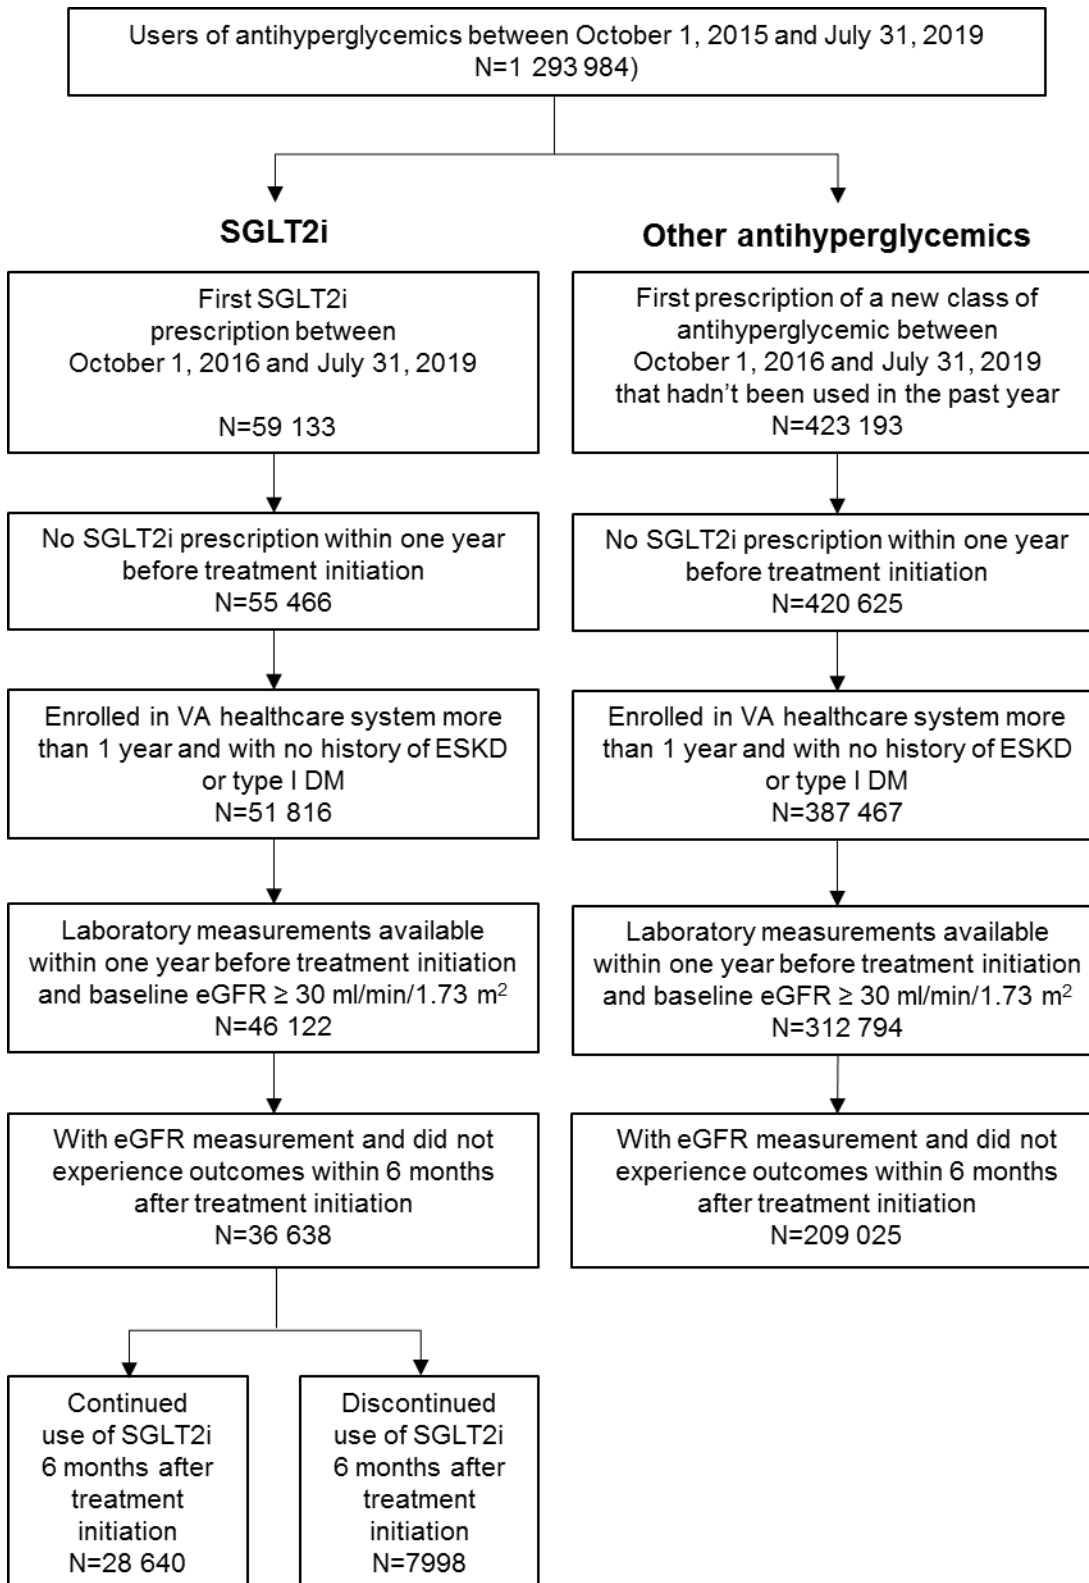 Users of antihyperglycemics between October 1, 2015 and July 31, 2019
N=1 293 984)
SGLT2i
Other antihyperglycemics
First SGLT2i
prescription between
October 1, 2016 and July 31, 2019
N=59 133
First prescription of a new class of
antihyperglycemic between
October 1, 2016 and July 31, 2019
that hadn't been used in the past year
N=423 193
No SGLT2i prescription within one year
before treatment initiation
N=55 466
No SGLT2i prescription within one year
before treatment initiation
N=420 625
Enrolled in VA healthcare system more
than 1 year and with no history of ESKD
or type I DM
N=51 816
Enrolled in VA healthcare system more
than 1 year and with no history of ESKD
or type I DM
N=387 467
Laboratory measurements available
within one year before treatment initiation
and baseline eGFR ≥ 30 ml/min/1.73 m²
N=46 122
Laboratory measurements available
within one year before treatment initiation
and baseline eGFR ≥ 30 ml/min/1.73 m²
N=312 794
With eGFR measurement and did not
experience outcomes within 6 months
after treatment initiation
N=36 638
With eGFR measurement and did not
experience outcomes within 6 months
after treatment initiation
N=209 025
Continued
use of SGLT2i
6 months after
treatment
initiation
N=28 640
Discontinued
use of SGLT2i
6 months after
treatment
initiation
N=7998